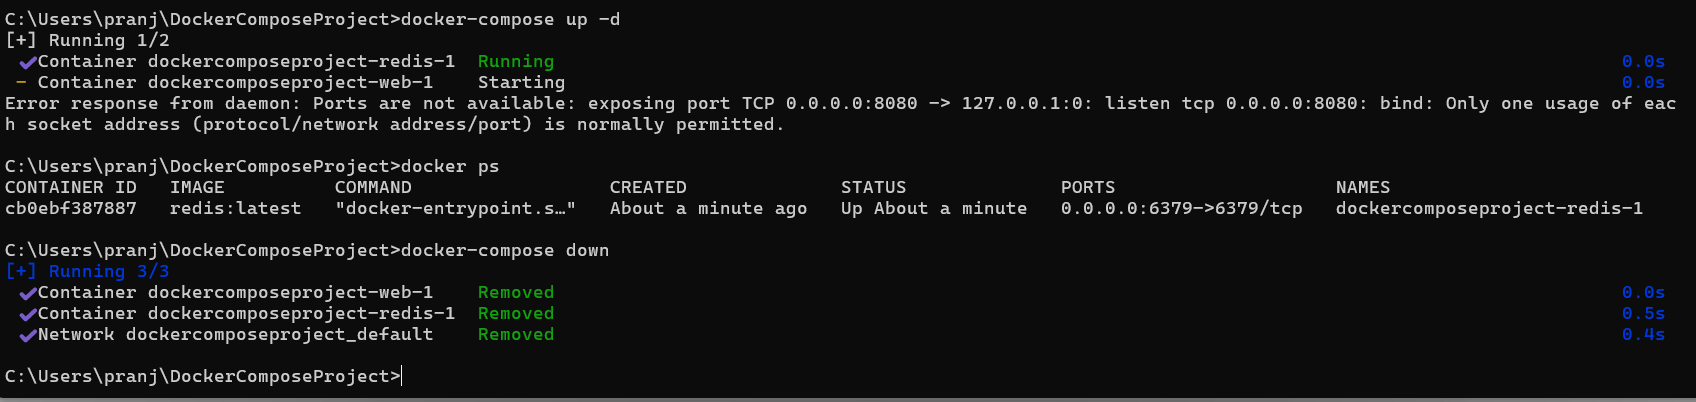 C:\Users\pranj\DockerComposeProject>docker-compose up -d
[+] Running 1/2
✔Container dockercomposeproject-redis-1  Running  0.0s
- Container dockercomposeproject-web-1    Starting  0.0s
Error response from daemon: Ports are not available: exposing port TCP 0.0.0.0:8080 -> 127.0.0.1:0: listen tcp 0.0.0.0:8080: bind: Only one usage of eac
h socket address (protocol/network address/port) is normally permitted.
C:\Users\pranj\DockerComposeProject>docker ps
CONTAINER ID   IMAGE          COMMAND                  CREATED              STATUS              PORTS                    NAMES
cb0ebf387887   redis:latest   "docker-entrypoint.s…"   About a minute ago   Up About a minute   0.0.0.0:6379->6379/tcp   dockercomposeproject-redis-1
C:\Users\pranj\DockerComposeProject>docker-compose down
[+] Running 3/3
✔Container dockercomposeproject-web-1    Removed  0.0s
✔Container dockercomposeproject-redis-1  Removed  0.5s
✔Network dockercomposeproject_default    Removed  0.4s
C:\Users\pranj\DockerComposeProject>